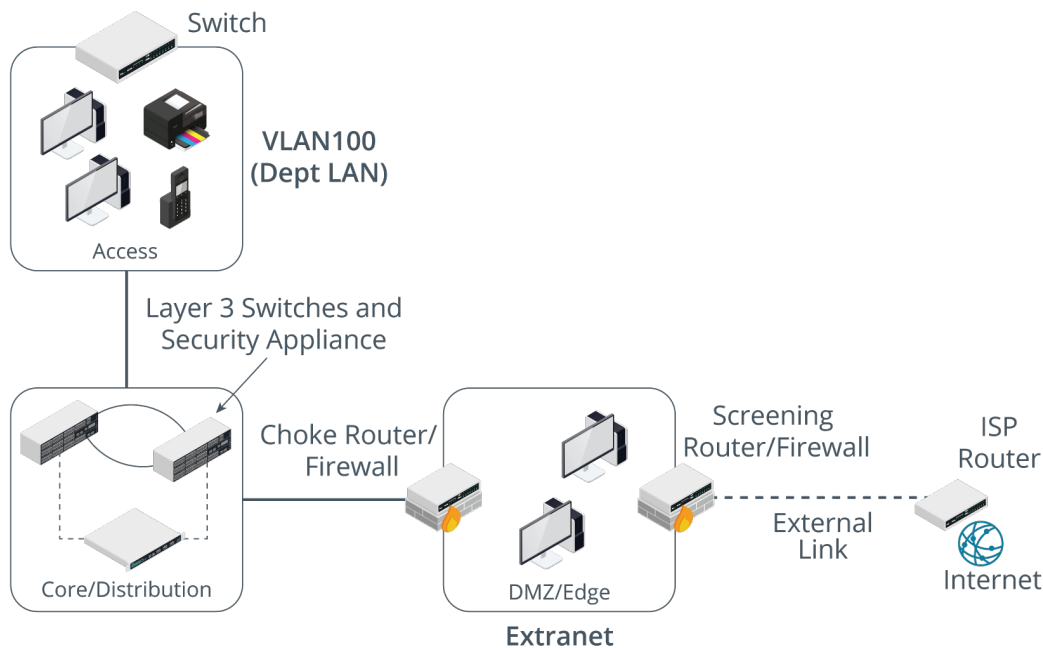 Switch
VLAN100
(Dept LAN)
Access
Layer 3 Switches and
Security Appliance
Choke Router/
Firewall
Screening
Router/Firewall
ISP
Router
External
Link
Internet
Core/Distribution
DMZ/Edge
Extranet